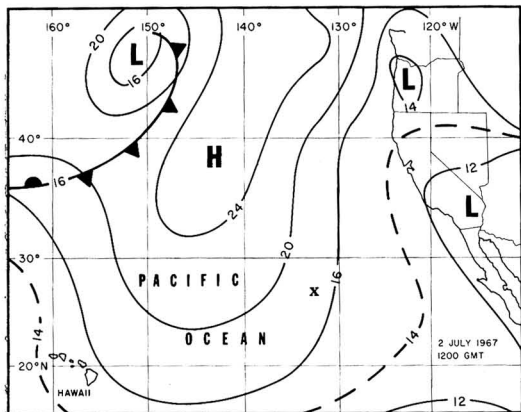 160° 150° 140° 130° 120° W
20
L
16
L
14
40°
H
16
12
24
L
30°
20
PACIFIC
16
x
OCEAN
14
14
2 JULY 1967
1200 GMT
20°N
HAWAII
12